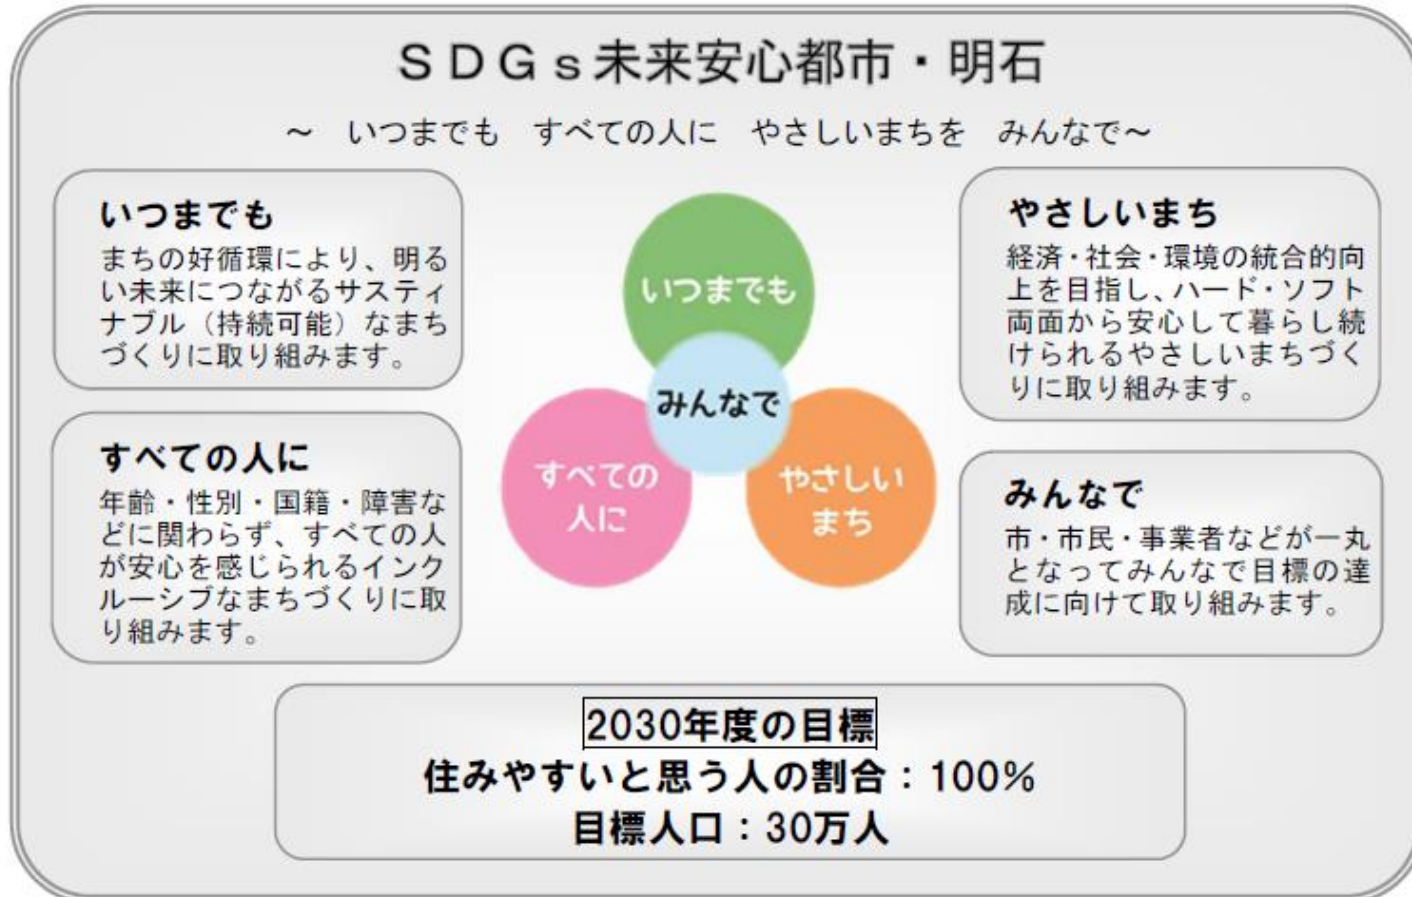 ＳＤＧｓ未来安心都市・明石
～　いつまでも　すべての人に　やさしいまちを　みんなで～
いつまでも
まちの好循環により、明る
い未来につながるサスティ
ナブル（持続可能）なまち
づくりに取り組みます。
すべての人に
年齢・性別・国籍・障害な
どに関わらず、すべての人
が安心を感じられるインク
ルーシブなまちづくりに取
り組みます。
いつまでも
みんなで
すべての
人に
やさしい
まち
やさしいまち
経済・社会・環境の統合的向
上を目指し、ハード・ソフト
両面から安心して暮らし続
けられるやさしいまちづく
りに取り組みます。
みんなで
市・市民・事業者などが一丸
となってみんなで目標の達
成に向けて取り組みます。
2030年度の目標
住みやすいと思う人の割合：100%
目標人口：30万人